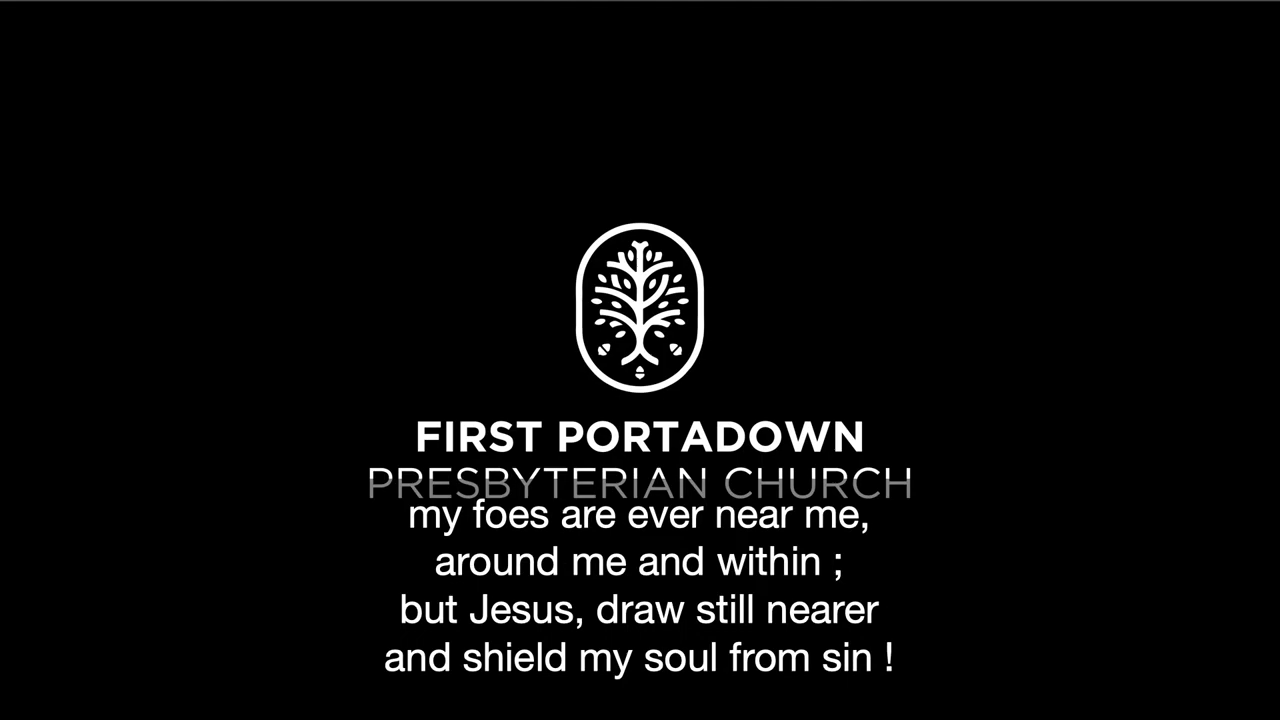 FIRST PORTADOWN
PRESBYTERIAN CHURCH
my foes are ever near me,
around me and within ;
but Jesus, draw still nearer
and shield my soul from sin !